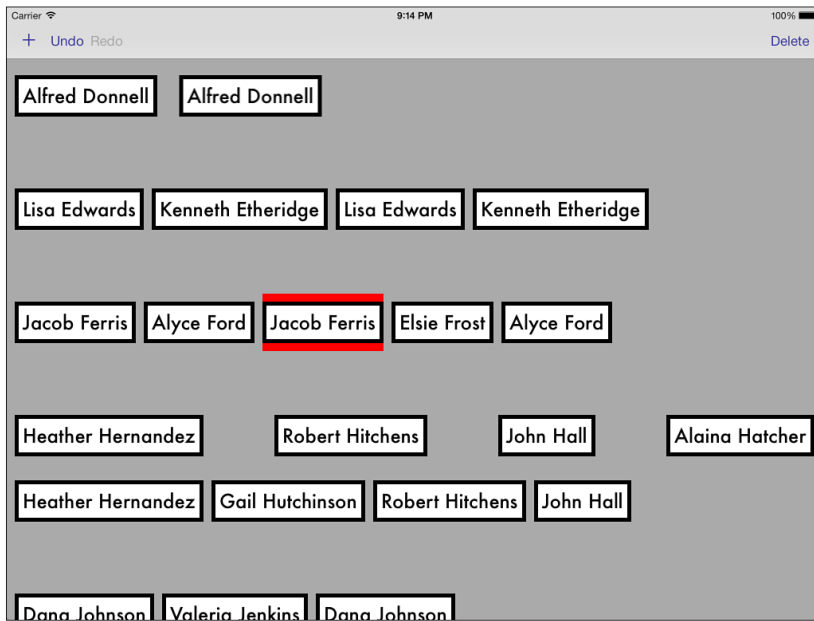 Carrier 9:14 PM 100%
+ Undo Redo Delete
Alfred Donnell Alfred Donnell
Lisa Edwards Kenneth Etheridge Lisa Edwards Kenneth Etheridge
Jacob Ferris Alyce Ford Jacob Ferris Elsie Frost Alyce Ford
Heather Hernandez Robert Hitchens John Hall Alaina Hatcher
Heather Hernandez Gail Hutchinson Robert Hitchens John Hall
Dana Johnson Valeria Jenkins Dana Johnson